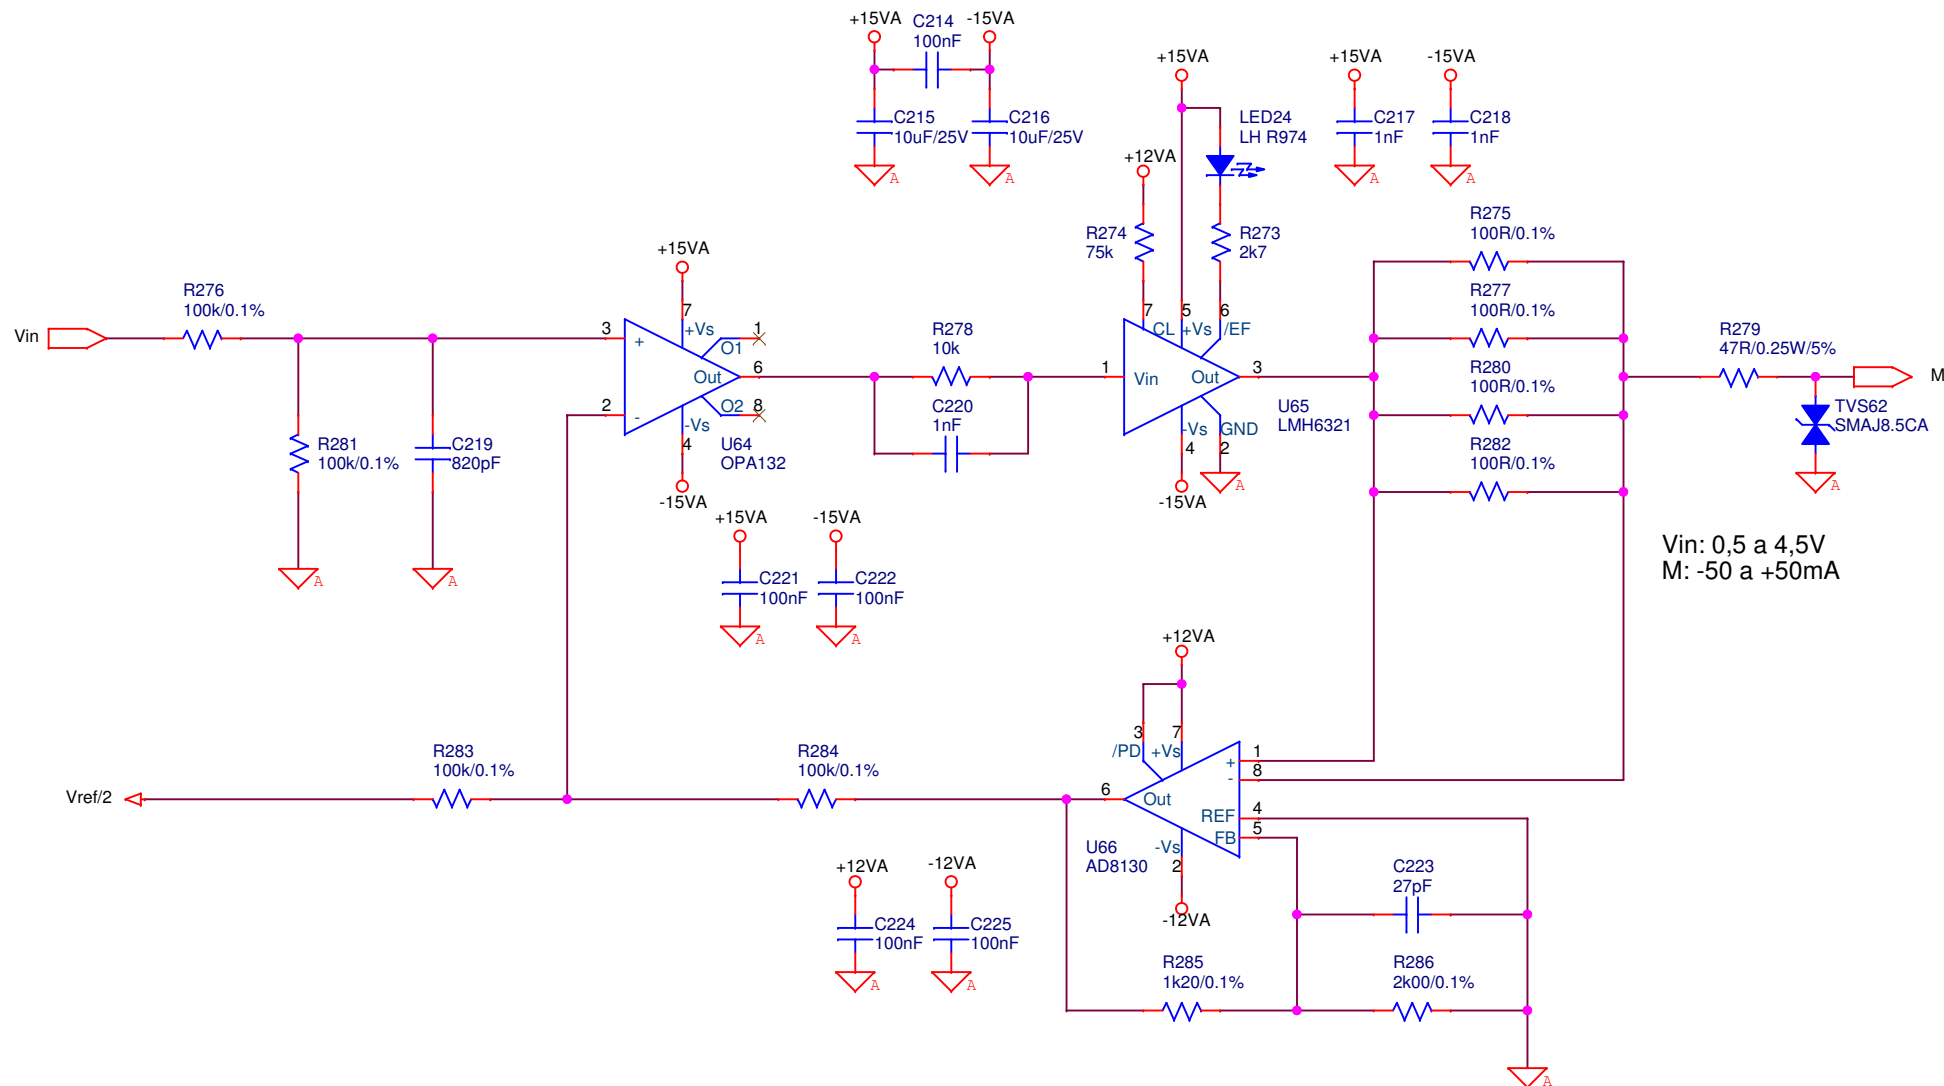 +15VA C214 -15VA
100nF
C215
10uF/25V
C216
10uF/25V
A A
+15VA
LED24
LH R974
+15VA -15VA
C217
1nF
C218
1nF
A A
+12VA
R274
75k
R273
2k7
R275
100R/0.1%
R277
100R/0.1%
R280
100R/0.1%
R282
100R/0.1%
R279
47R/0.25W/5%
M
TVS62
SMAJ8.5CA
A
Vin
R276
100k/0.1%
R281
100k/0.1%
C219
820pF
A A
+15VA
7
+Vs
3 + 1
O1
Out 6
2 - O2 8
-Vs
4
U64
OPA132
-15VA
R278
10k
C220
1nF
7 5 6
CL +Vs /EF
1 Vin Out 3
-Vs GND
4 2
U65
LMH6321
-15VA
A
+15VA -15VA
C221
100nF
C222
100nF
A A
Vin: 0,5 a 4,5V
M: -50 a +50mA
+12VA
3 7
/PD +Vs
+ 1
- 8
6 Out
REF 4
FB 5
-Vs
2
U66
AD8130
-12VA
Vref/2
R283
100k/0.1%
R284
100k/0.1%
+12VA -12VA
C224
100nF
C225
100nF
A A
C223
27pF
R285
1k20/0.1%
R286
2k00/0.1%
A